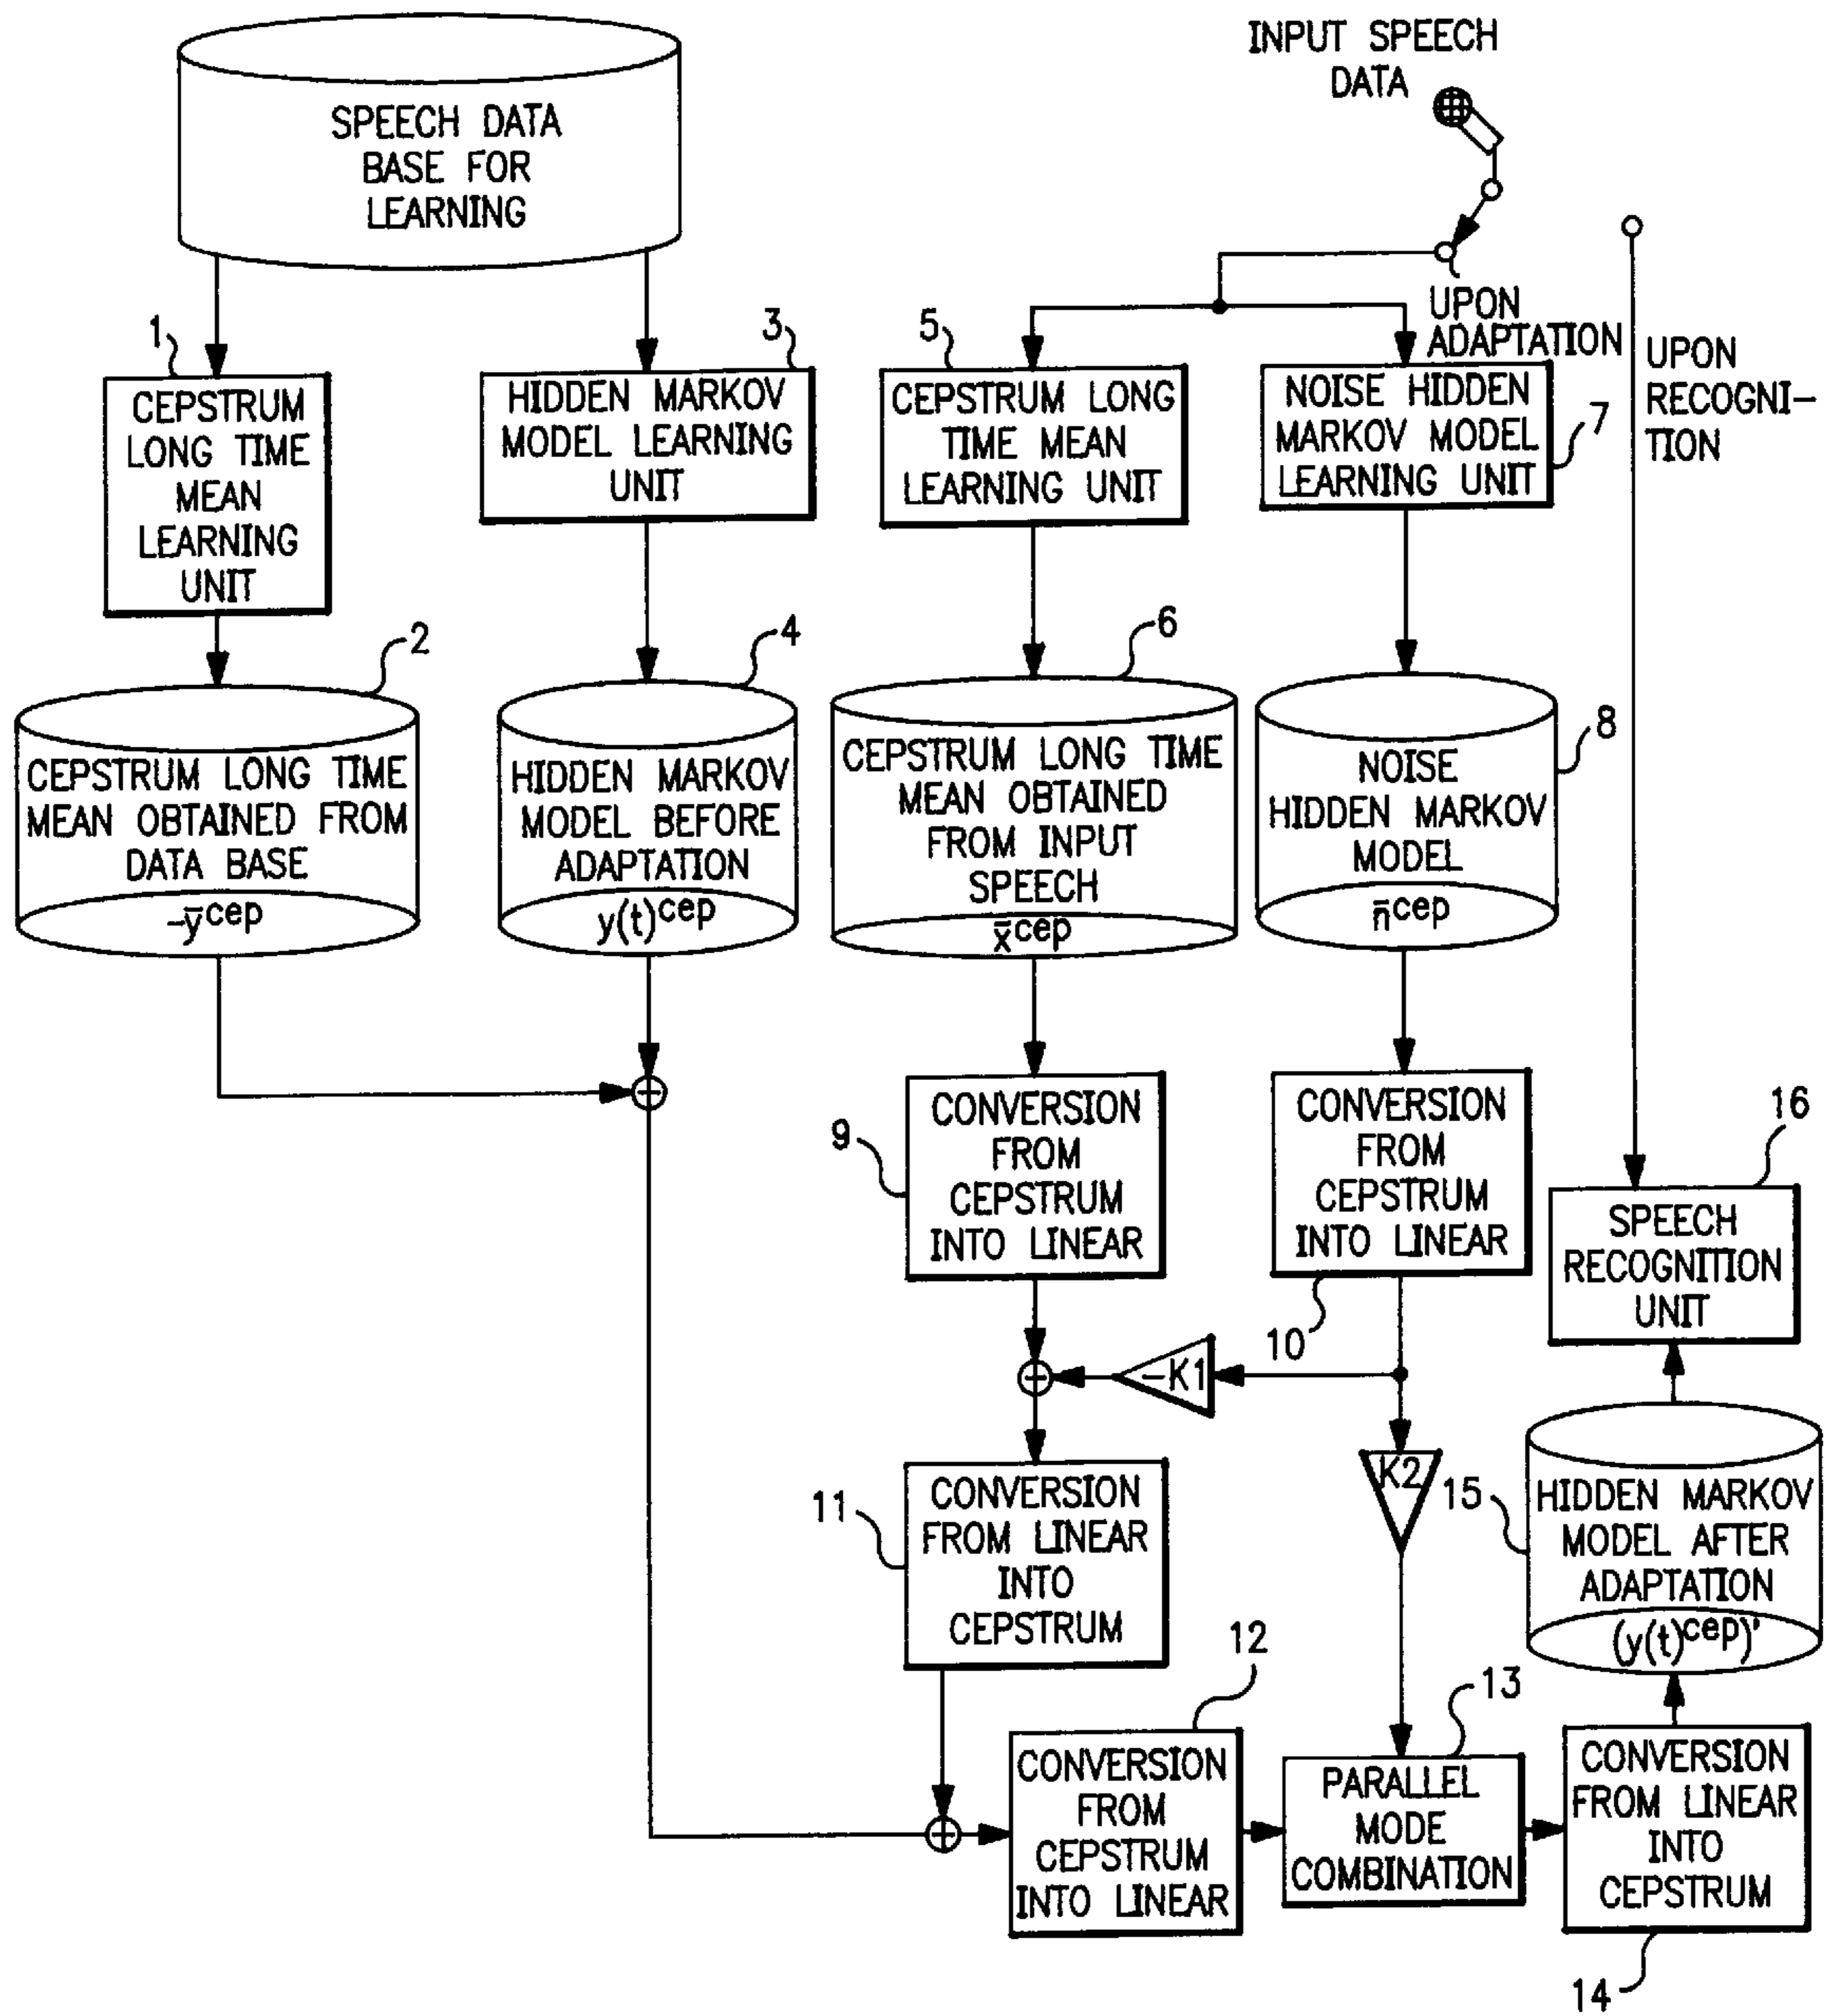 SPEECH DATA
BASE FOR
LEARNING
INPUT SPEECH
DATA
UPON
ADAPTATION
UPON
RECOGNI-
TION
1
CEPSTRUM
LONG TIME
MEAN
LEARNING
UNIT
3
HIDDEN MARKOV
MODEL LEARNING
UNIT
5
CEPSTRUM LONG
TIME MEAN
LEARNING UNIT
NOISE HIDDEN
MARKOV MODEL
LEARNING UNIT
7
2
CEPSTRUM LONG TIME
MEAN OBTAINED FROM
DATA BASE
-ȳcep
4
HIDDEN MARKOV
MODEL BEFORE
ADAPTATION
y(t)cep
6
CEPSTRUM LONG TIME
MEAN OBTAINED
FROM INPUT
SPEECH
x̄cep
8
NOISE
HIDDEN MARKOV
MODEL
n̄cep
9
CONVERSION
FROM
CEPSTRUM
INTO LINEAR
CONVERSION
FROM
CEPSTRUM
INTO LINEAR
10
16
SPEECH
RECOGNITION
UNIT
-K1
K2
11
CONVERSION
FROM LINEAR
INTO
CEPSTRUM
15
HIDDEN MARKOV
MODEL AFTER
ADAPTATION
(y(t)cep)'
12
CONVERSION
FROM
CEPSTRUM
INTO LINEAR
13
PARALLEL
MODE
COMBINATION
CONVERSION
FROM LINEAR
INTO
CEPSTRUM
14